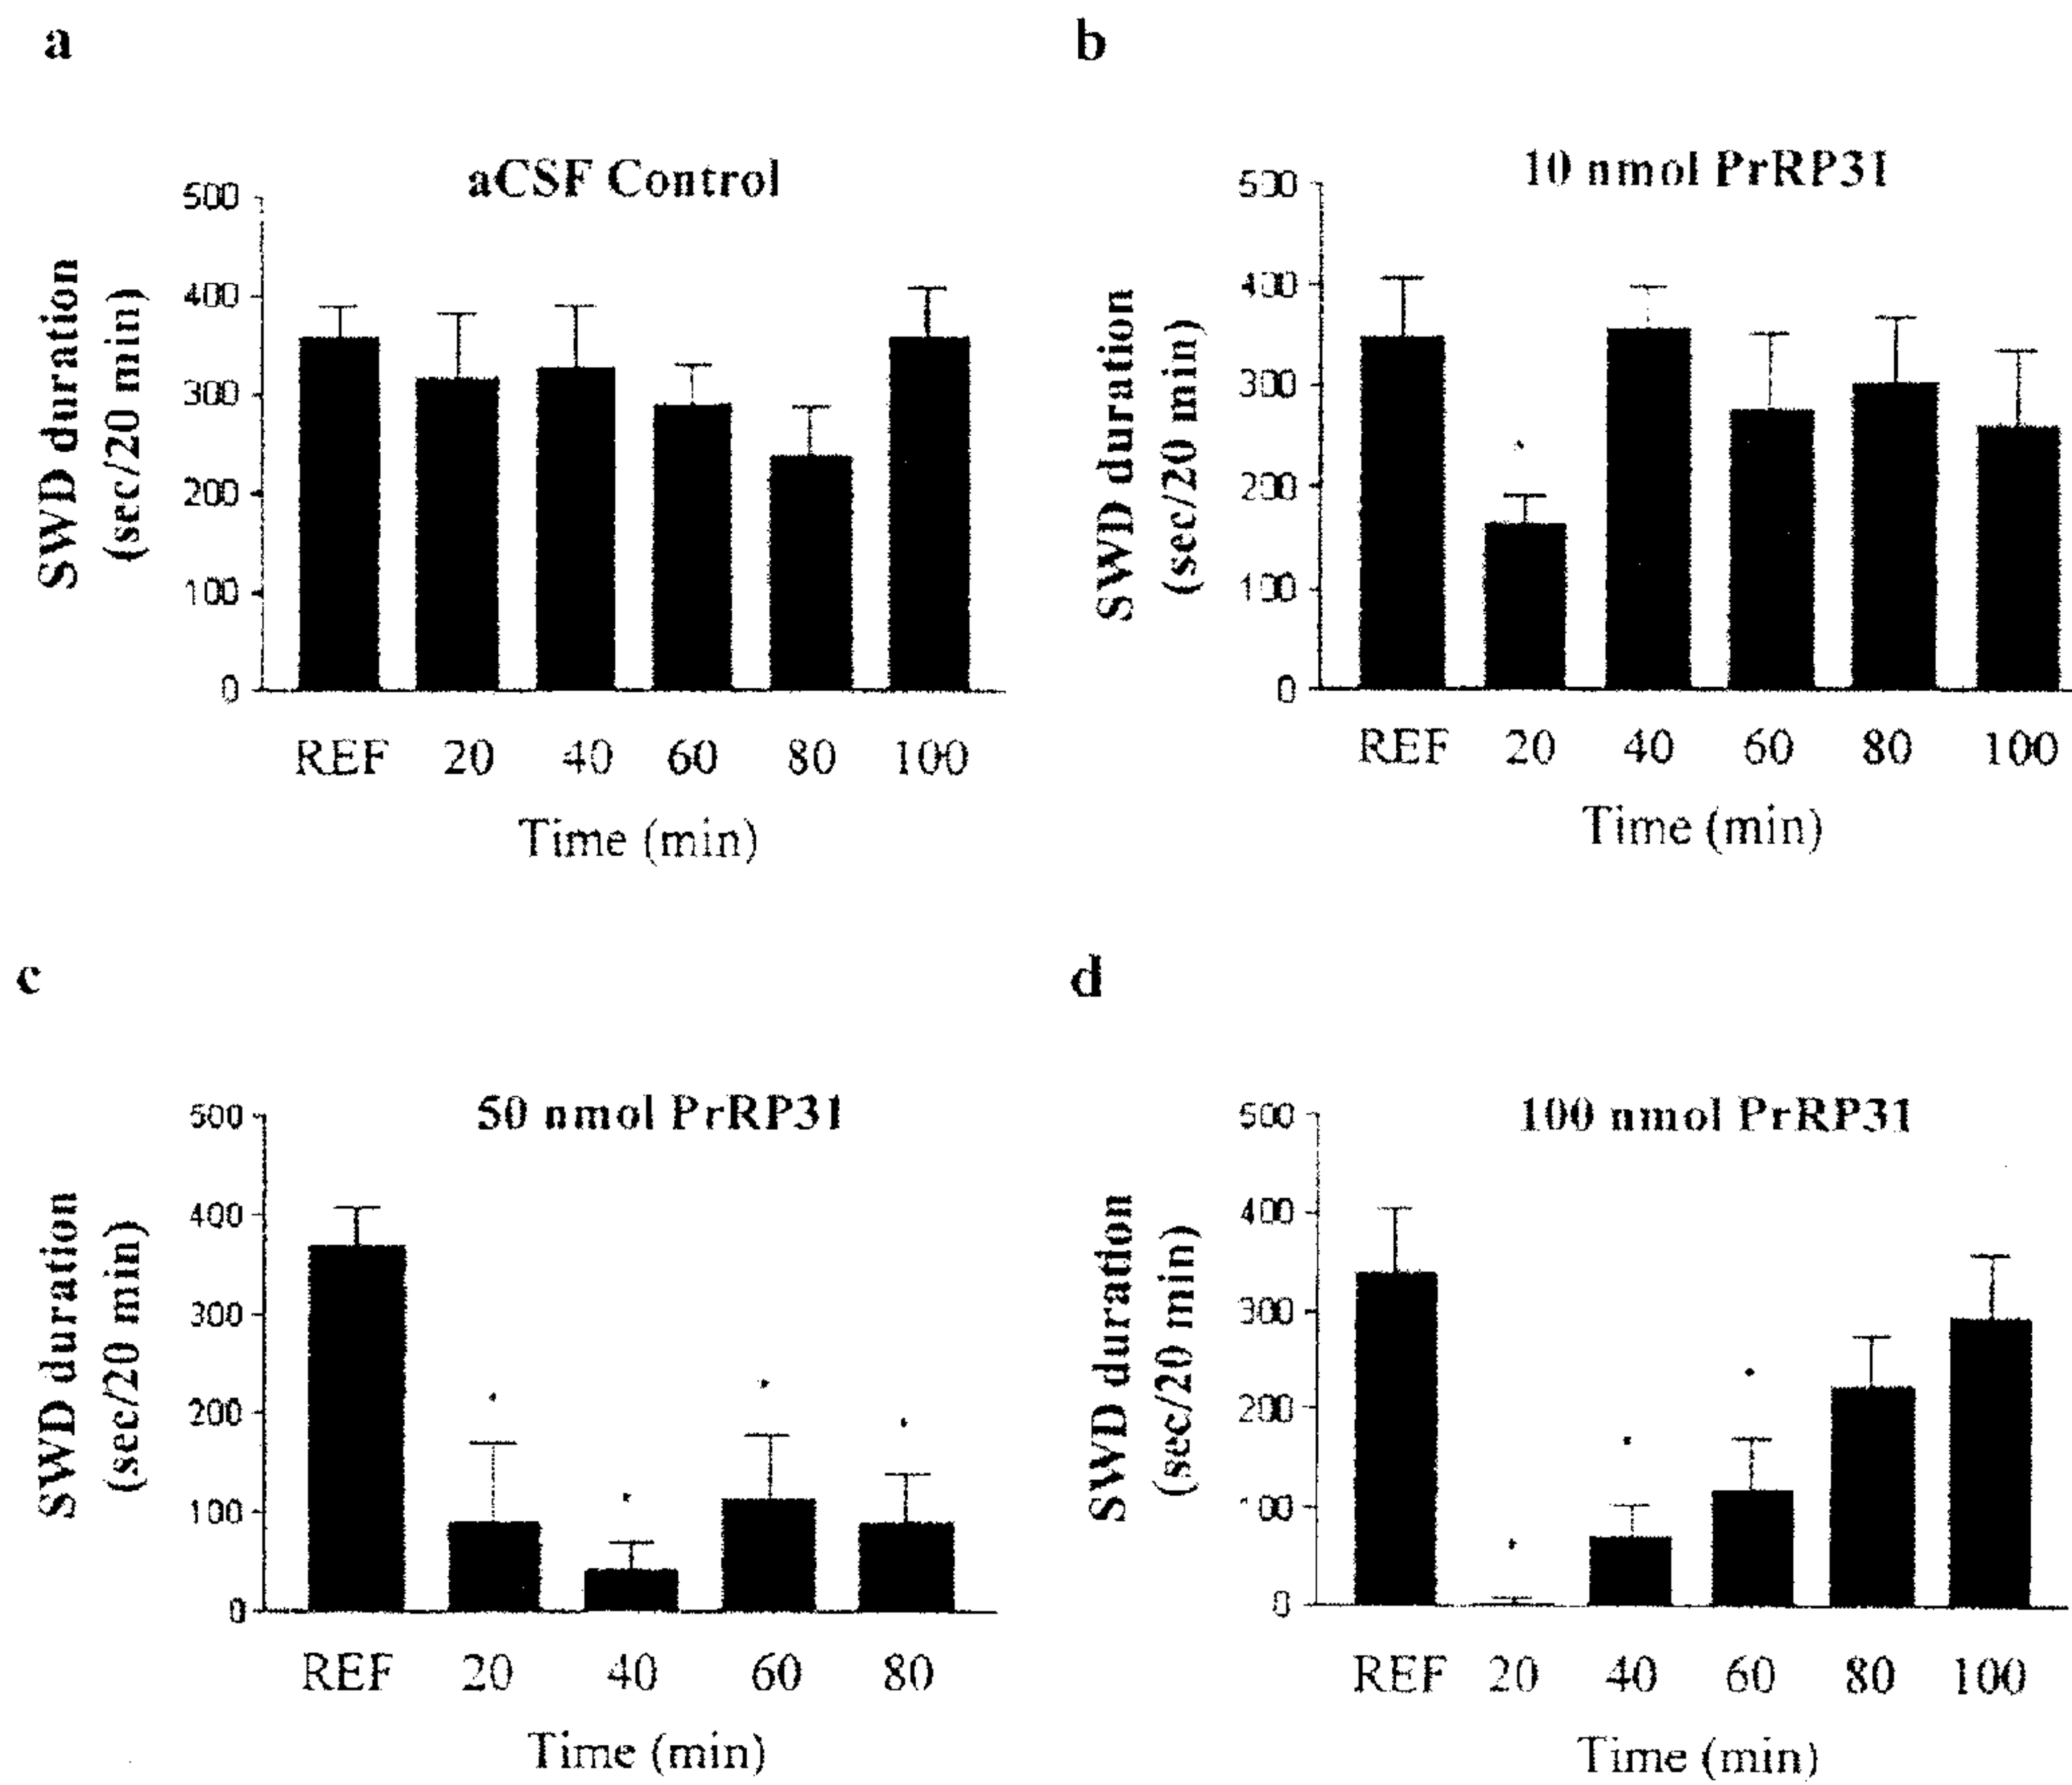 a
aCSF Control
SWD duration
(sec/20 min)
500
400
300
200
100
0
REF 20 40 60 80 100
Time (min)
b
10 nmol PrRP31
SWD duration
(sec/20 min)
500
400
300
200
100
0
REF 20 40 60 80 100
Time (min)
c
50 nmol PrRP31
SWD duration
(sec/20 min)
500
400
300
200
100
0
REF 20 40 60 80
Time (min)
d
100 nmol PrRP31
SWD duration
(sec/20 min)
500
400
300
200
100
0
REF 20 40 60 80 100
Time (min)